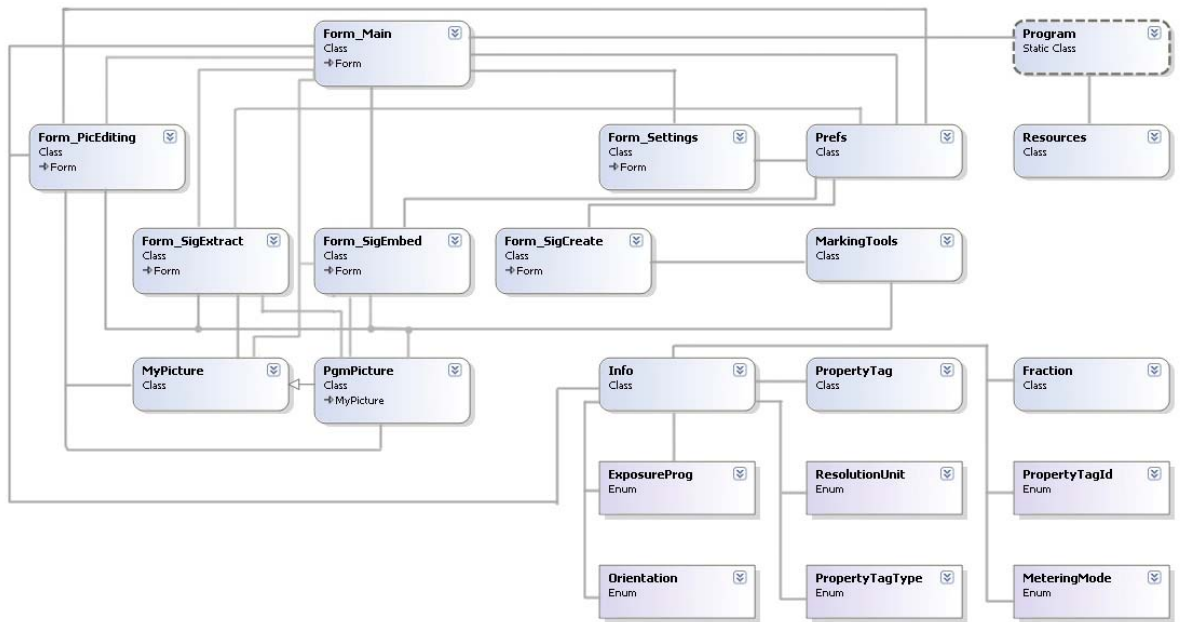 Form_Main
Class
Form
Program
Static Class
Form_PicEditing
Class
Form
Form_Settings
Class
Form
Prefs
Class
Resources
Class
Form_SigExtract
Class
Form
Form_SigEmbed
Class
Form
Form_SigCreate
Class
Form
MarkingTools
Class
MyPicture
Class
PgmPicture
Class
MyPicture
Info
Class
PropertyTag
Class
Fraction
Class
ExposureProg
Enum
ResolutionUnit
Enum
PropertyTagId
Enum
Orientation
Enum
PropertyTagType
Enum
MeteringMode
Enum